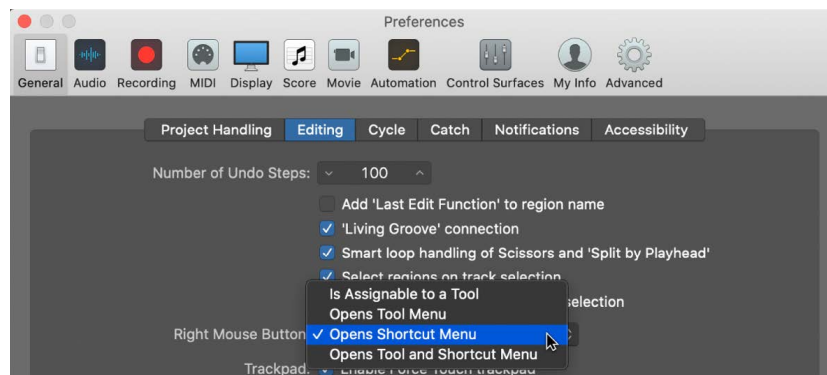 Preferences
General Audio Recording MIDI Display Score Movie Automation Control Surfaces My Info Advanced
Project Handling Editing Cycle Catch Notifications Accessibility
Number of Undo Steps: 100
Add 'Last Edit Function' to region name
'Living Groove' connection
Smart loop handling of Scissors and 'Split by Playhead'
Select regions on track selection
Is Assignable to a Tool
selection
Opens Tool Menu
Right Mouse Button ✓ Opens Shortcut Menu
Opens Tool and Shortcut Menu
Trackpad: Enable Force Touch trackpad